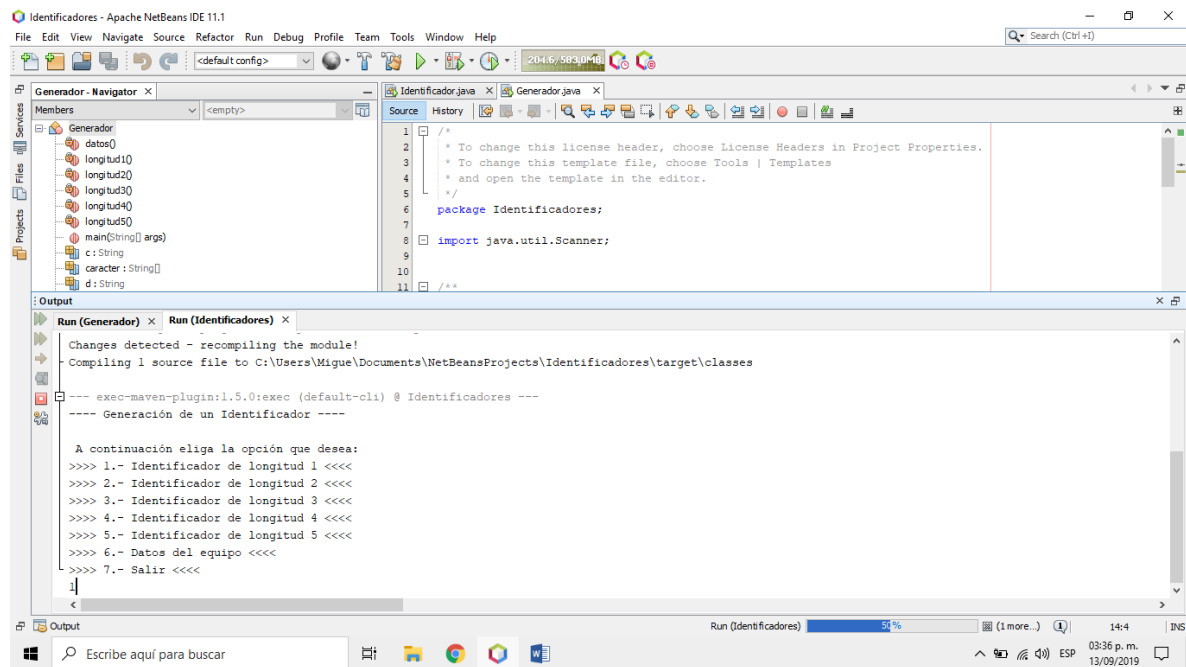 Identificadores - Apache NetBeans IDE 11.1
File Edit View Navigate Source Refactor Run Debug Profile Team Tools Window Help
Search (Ctrl+I)
<default config>
204.6/583.0MB
Generador - Navigator
Identificador.java
Generador.java
Members
<empty>
Source
History
Services
Files
Projects
Generador
datos()
longitud1()
longitud2()
longitud3()
longitud4()
longitud5()
main(String[] args)
c : String
caracter : String[]
d : String
1 /*
2 * To change this license header, choose License Headers in Project Properties.
3 * To change this template file, choose Tools | Templates
4 * and open the template in the editor.
5 */
6 package Identificadores;
7
8 import java.util.Scanner;
9
10
11 /**
Output
Run (Generador)
Run (Identificadores)
Changes detected - recompiling the module!
Compiling 1 source file to C:\Users\Migue\Documents\NetBeansProjects\Identificadores\target\classes
--- exec-maven-plugin:1.5.0:exec (default-cli) @ Identificadores ---
---- Generación de un Identificador ----
A continuación eliga la opción que desea:
>>>> 1.- Identificador de longitud 1 <<<<
>>>> 2.- Identificador de longitud 2 <<<<
>>>> 3.- Identificador de longitud 3 <<<<
>>>> 4.- Identificador de longitud 4 <<<<
>>>> 5.- Identificador de longitud 5 <<<<
>>>> 6.- Datos del equipo <<<<
>>>> 7.- Salir <<<<
1
Output
Run (Identificadores)
50%
(1 more...)
1
14:4
INS
Escribe aquí para buscar
ESP
03:36 p. m.
13/09/2019